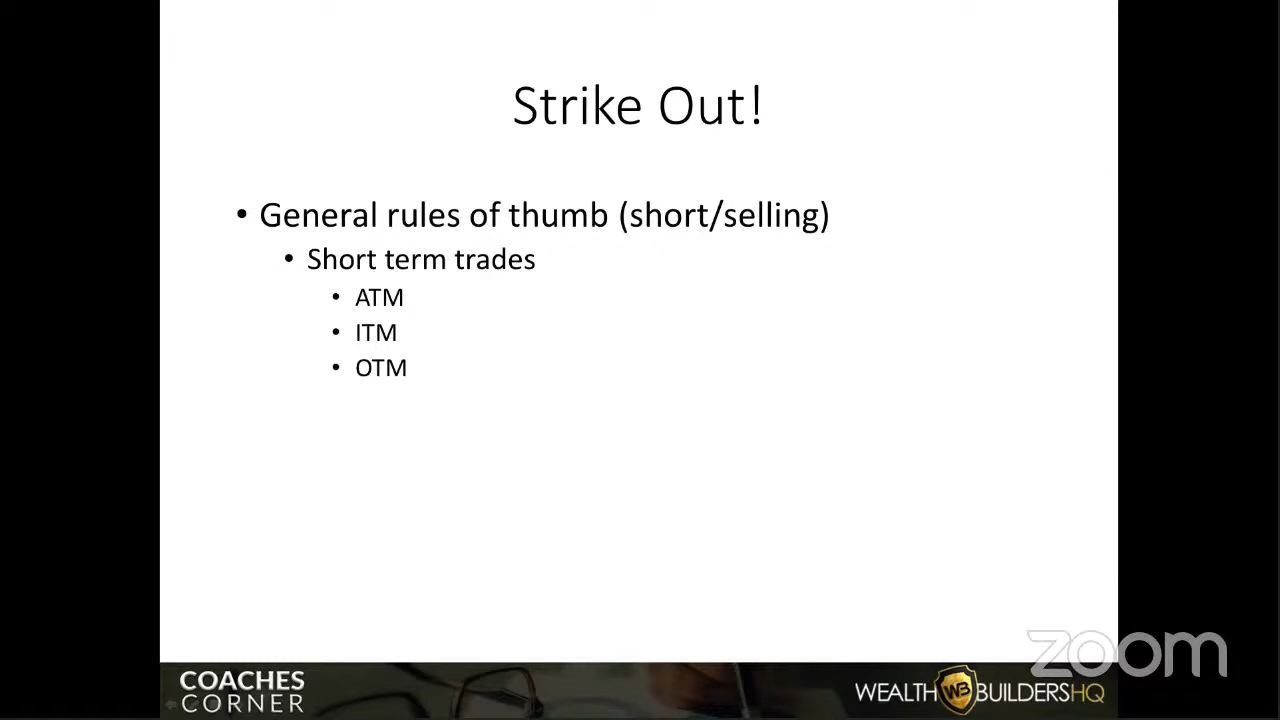 Strike Out!
• General rules of thumb (short/selling)
• Short term trades
• ATM
• ITM
• OTM
zoom
COACHES
CORNER
WEALTH WB BUILDERSHQ